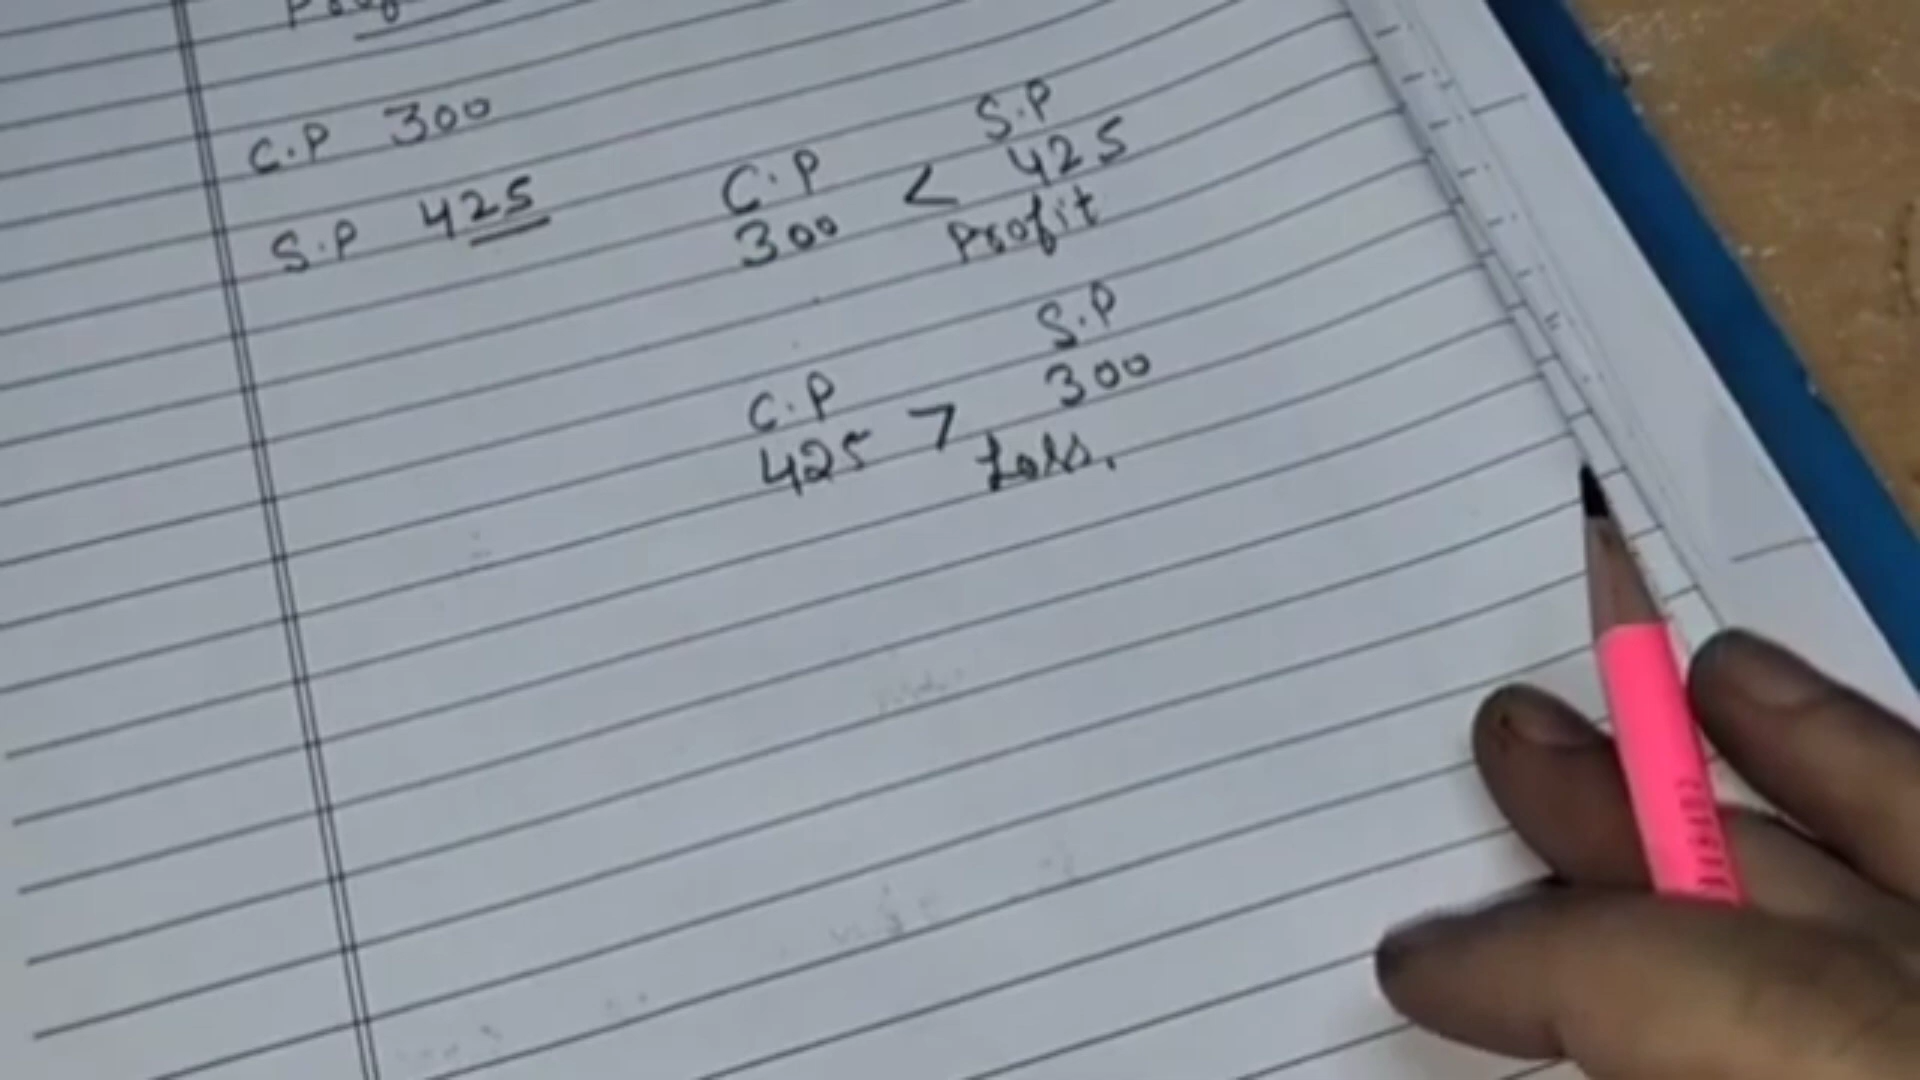 C.P 300
S.P 425
C.P S.P
300 < 425
Profit
C.P S.P
425 > 300
Loss.